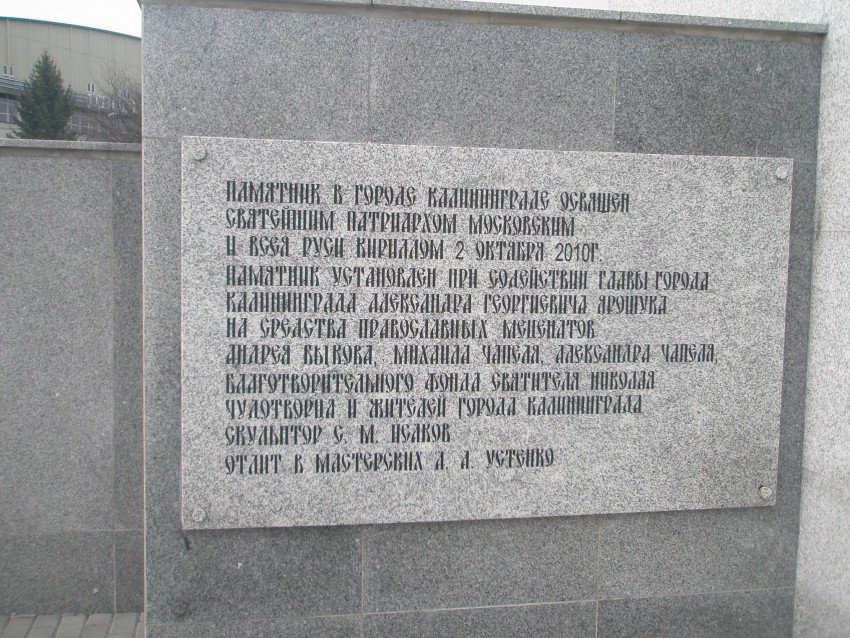 ПАМЯТНИК В ГОРОДЕ КАЛИНИНГРАДЕ ОСВЯЩЕН
СВЯТЕЙШИМ ПАТРИАРХОМ МОСКОВСКИМ
И ВСЕЯ РУСИ КИРИЛЛОМ 2 ОКТЯБРЯ 2010Г.
ПАМЯТНИК УСТАНОВЛЕН ПРИ СОДЕЙСТВИИ ГЛАВЫ ГОРОДА
КАЛИНИНГРАДА АЛЕКСАНДРА ГЕОРГИЕВИЧА ЯРОШУКА
НА СРЕДСТВА ПРАВОСЛАВНЫХ МЕЦЕНАТОВ
АНДРЕЯ БЫКОВА, МИХАИЛА ЧАПЕЛЯ, АЛЕКСАНДРА ЧАПЕЛЯ,
БЛАГОТВОРИТЕЛЬНОГО ФОНДА СВЯТИТЕЛЯ НИКОЛАЯ
ЧУДОТВОРЦА И ЖИТЕЛЕЙ ГОРОДА КАЛИНИНГРАДА
СКУЛЬПТОР С. М. ИСАКОВ
ОТЛИТ В МАСТЕРСКИХ А. А. УСТЕНКО